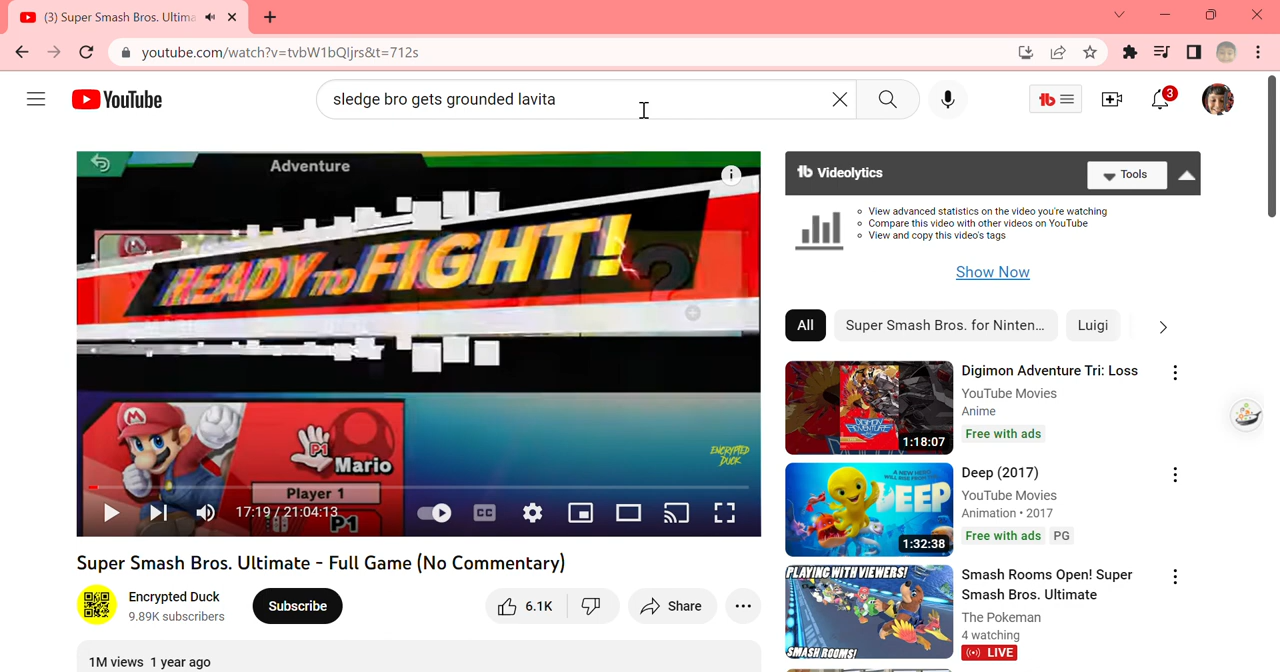 (3) Super Smash Bros. Ultima
youtube.com/watch?v=tvbW1bQljrs&t=712s
YouTube
sledge bro gets grounded lavita
3
Adventure
READY TO FIGHT!
P1
Mario
Player 1
P1
ENCRYPTED
DUCK
17:19 / 21:04:13
CC
Super Smash Bros. Ultimate - Full Game (No Commentary)
Encrypted Duck
9.89K subscribers
Subscribe
6.1K
Share
1M views 1 year ago
Videolytics
Tools
View advanced statistics on the video you're watching
Compare this video with other videos on YouTube
View and copy this video's tags
Show Now
All
Super Smash Bros. for Ninten...
Luigi
DIGIMON
ADVENTURE
1:18:07
Digimon Adventure Tri: Loss
YouTube Movies
Anime
Free with ads
DEEP
1:32:38
Deep (2017)
YouTube Movies
Animation • 2017
Free with ads PG
PLAYING WITH VIEWERS!
SMASH ROOMS!
Smash Rooms Open! Super
Smash Bros. Ultimate
The Pokeman
4 watching
LIVE